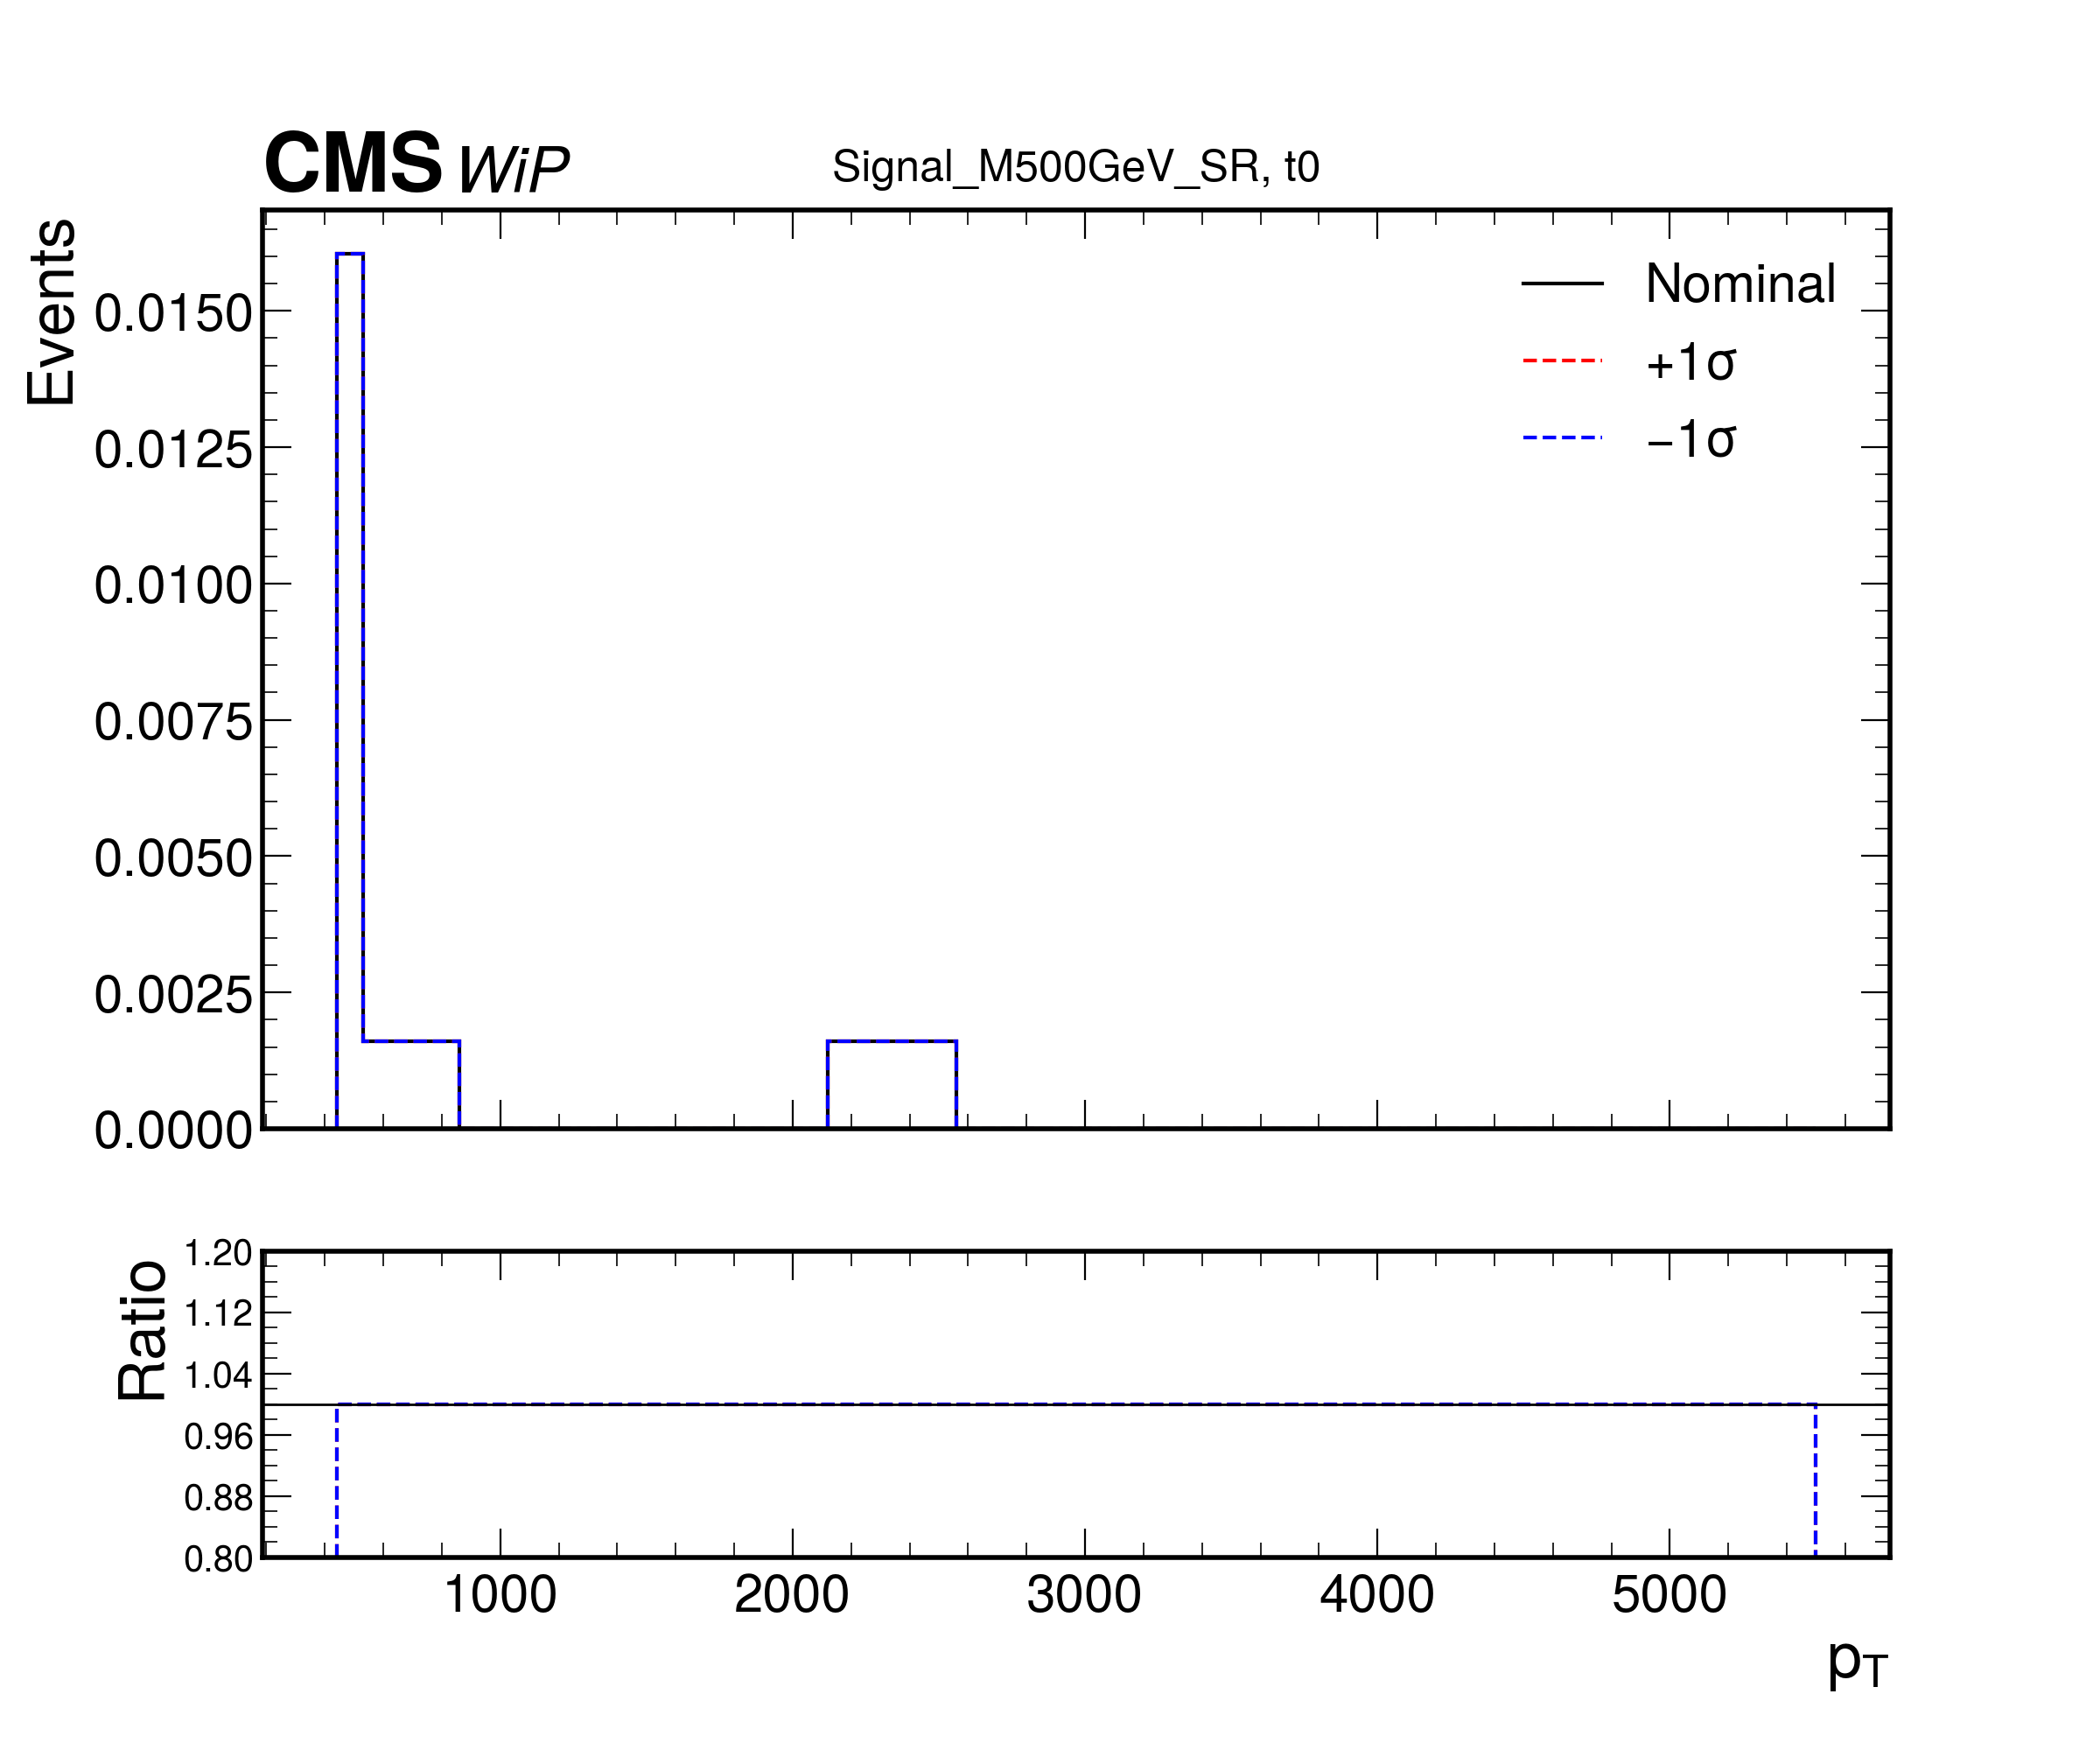 CMS WiP Signal_M500GeV_SR, t0
Events
0.0150
0.0125
0.0100
0.0075
0.0050
0.0025
0.0000
Nominal
+1σ
−1σ
Ratio
1.20
1.12
1.04
0.96
0.88
0.80
1000 2000 3000 4000 5000
pT